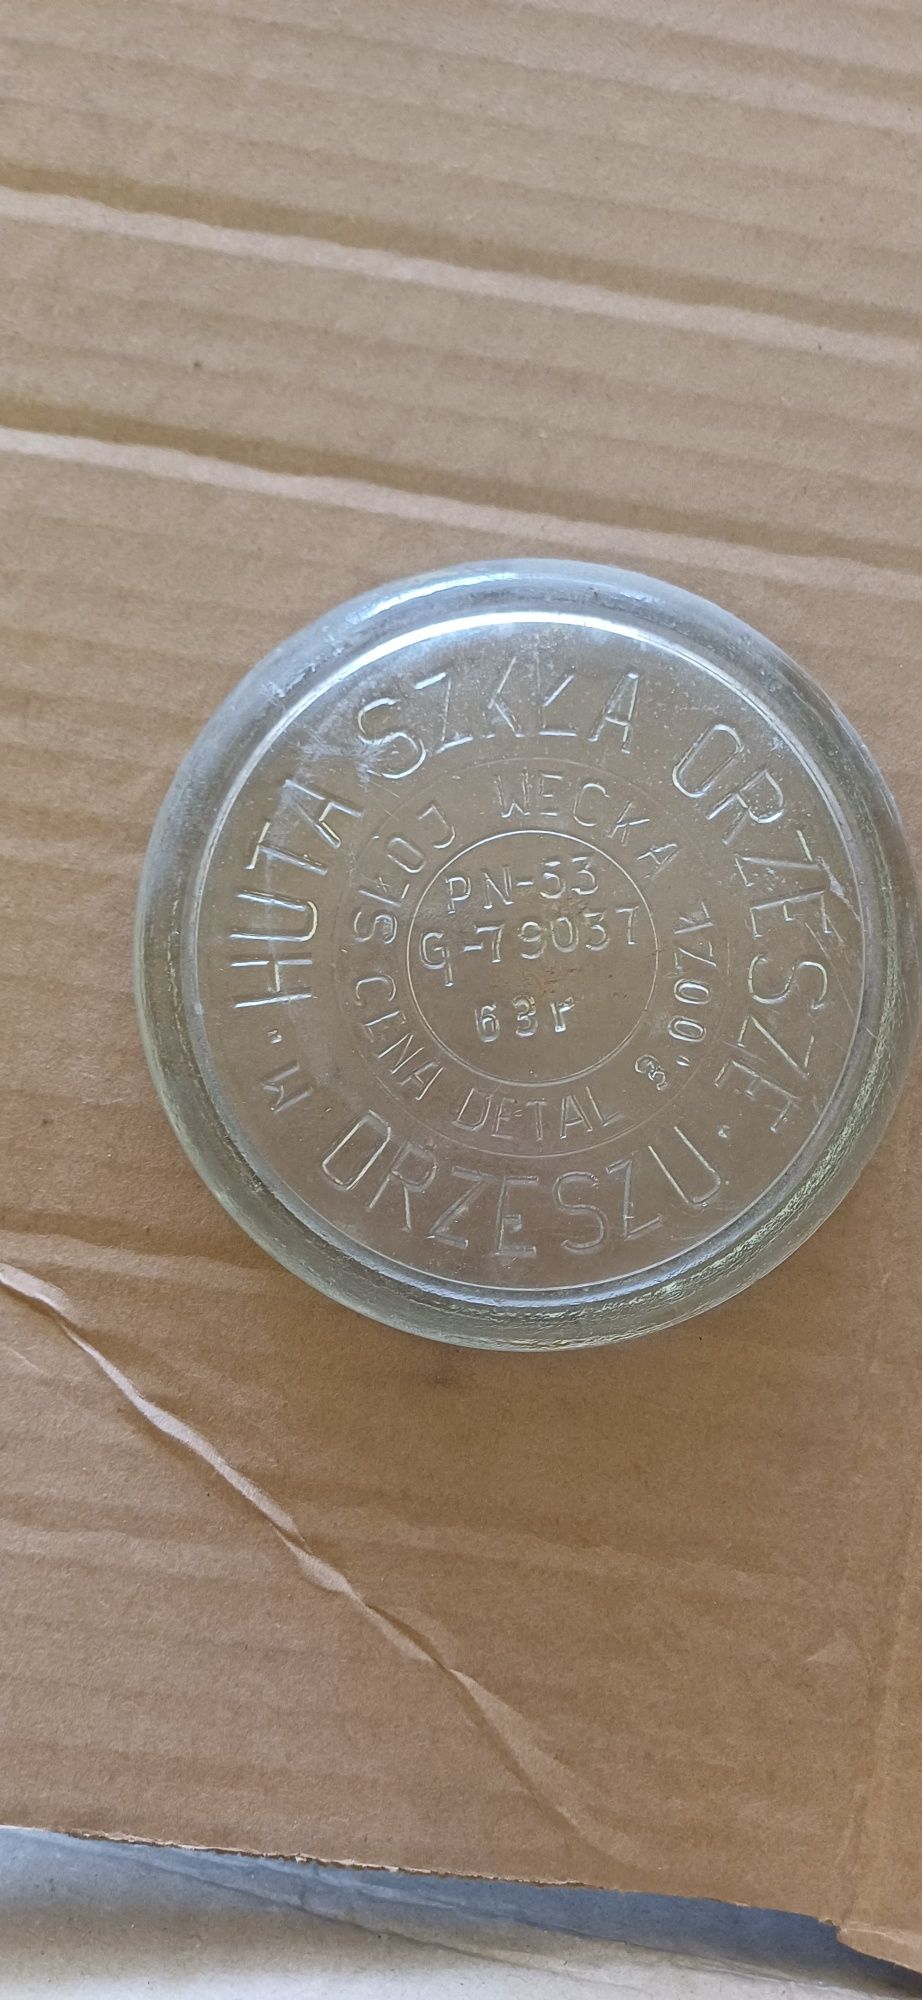 HUTA SZKŁA ORZESZE.
W ORZESZU.
SŁOJ WECKA
CENA DETAL 3,00 ZŁ
PN-53
G-79037
63r